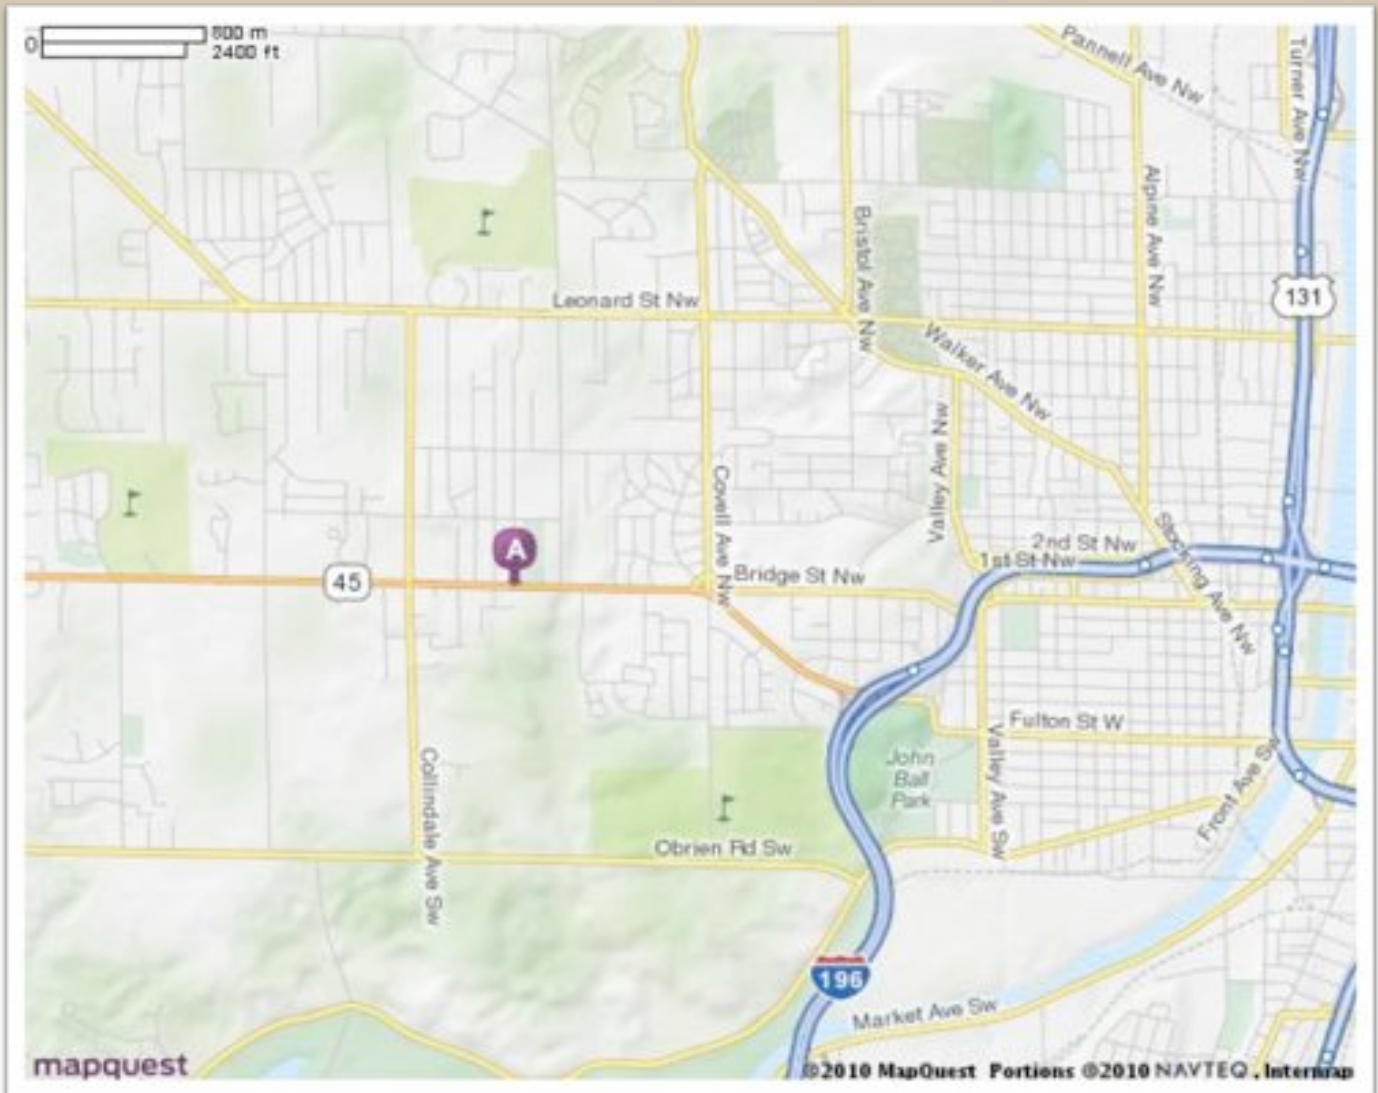 0
800 m
2400 ft
Pannell Ave Nw
Turner Ave Nw
Alpine Ave Nw
Bristol Ave Nw
131
Leonard St Nw
Walker Ave Nw
Valley Ave Nw
Covell Ave Nw
Stocking Ave Nw
A
2nd St Nw
1st St Nw
45
Bridge St Nw
Fulton St W
Valley Ave Sw
John
Ball
Park
Front Ave S
Collindale Ave Sw
Obrien Rd Sw
196
Market Ave Sw
mapquest
©2010 MapQuest Portions ©2010 NAVTEQ, Intermap